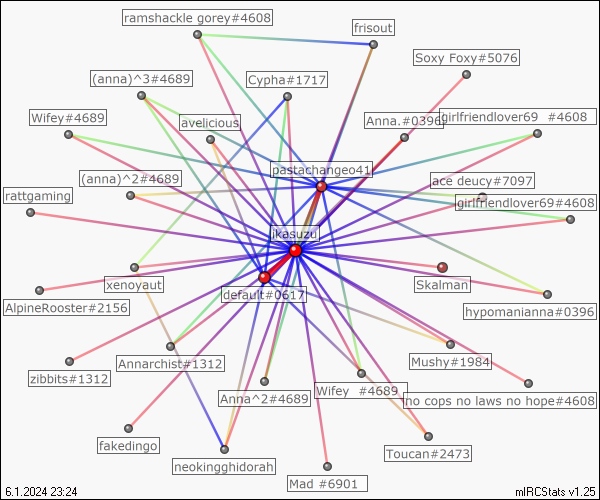 ramshackle gorey#4608
frisout
Soxy Foxy#5076
(anna)^3#4689
Cypha#1717
Wifey#4689
avelicious
Anna.#0396
girlfriendlover69 #4608
pastachangeo41
(anna)^2#4689
ace deucy#7097
rattgaming
girlfriendlover69#4608
ikasuzu
xenoyaut
Skalman
default#0617
AlpineRooster#2156
hypomanianna#0396
Annarchist#1312
Mushy#1984
zibbits#1312
Anna^2#4689
Wifey #4689
no cops no laws no hope#4608
fakedingo
Toucan#2473
neokingghidorah
Mad #6901
6.1.2024 23:24
mIRCStats v1.25